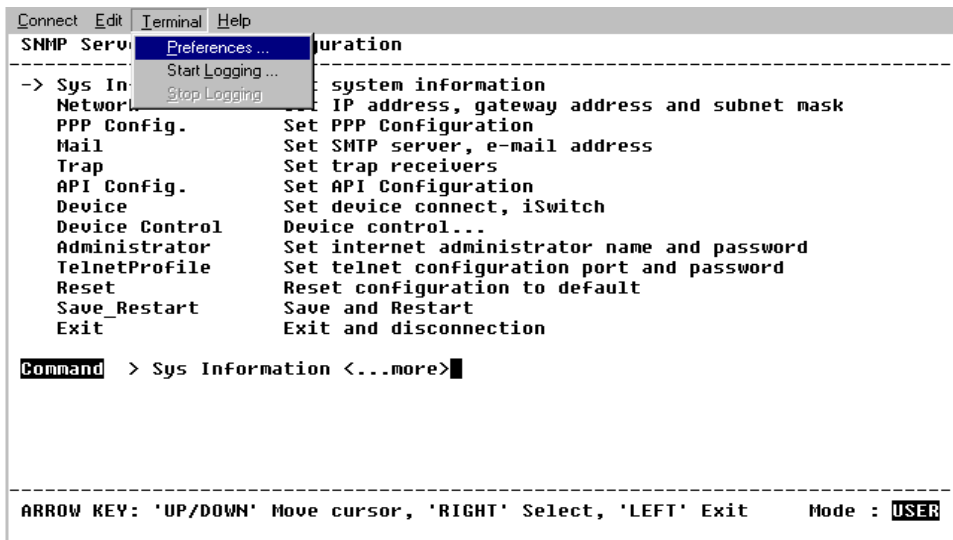 Connect Edit Terminal Help
SNMP Serv uration
Preferences ...
Start Logging ...
Stop Logging
-> Sys In t system information
Network Set IP address, gateway address and subnet mask
PPP Config. Set PPP Configuration
Mail Set SMTP server, e-mail address
Trap Set trap receivers
API Config. Set API Configuration
Device Set device connect, iSwitch
Device Control Device control...
Administrator Set internet administrator name and password
TelnetProfile Set telnet configuration port and password
Reset Reset configuration to default
Save_Restart Save and Restart
Exit Exit and disconnection
Command > Sys Information <...more>
ARROW KEY: 'UP/DOWN' Move cursor, 'RIGHT' Select, 'LEFT' Exit Mode : USER